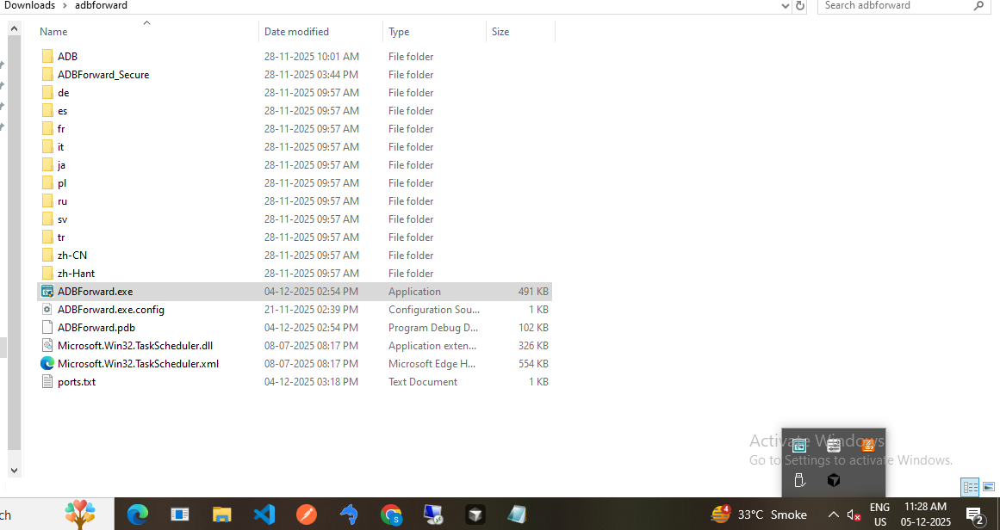 Downloads > adbforward
Search adbforward
Name Date modified Type Size
ADB 28-11-2025 10:01 AM File folder
ADBForward_Secure 28-11-2025 03:44 PM File folder
de 28-11-2025 09:57 AM File folder
es 28-11-2025 09:57 AM File folder
fr 28-11-2025 09:57 AM File folder
it 28-11-2025 09:57 AM File folder
ja 28-11-2025 09:57 AM File folder
pl 28-11-2025 09:57 AM File folder
ru 28-11-2025 09:57 AM File folder
sv 28-11-2025 09:57 AM File folder
tr 28-11-2025 09:57 AM File folder
zh-CN 28-11-2025 09:57 AM File folder
zh-Hant 28-11-2025 09:57 AM File folder
ADBForward.exe 04-12-2025 02:54 PM Application 491 KB
ADBForward.exe.config 21-11-2025 02:39 PM Configuration Sou... 1 KB
ADBForward.pdb 04-12-2025 02:54 PM Program Debug D... 102 KB
Microsoft.Win32.TaskScheduler.dll 08-07-2025 08:17 PM Application exten... 326 KB
Microsoft.Win32.TaskScheduler.xml 08-07-2025 08:17 PM Microsoft Edge H... 554 KB
ports.txt 04-12-2025 03:18 PM Text Document 1 KB
Activate Windows
Go to Settings to activate Windows.
ch
S
4
33°C Smoke
ENG
US
11:28 AM
05-12-2025
2